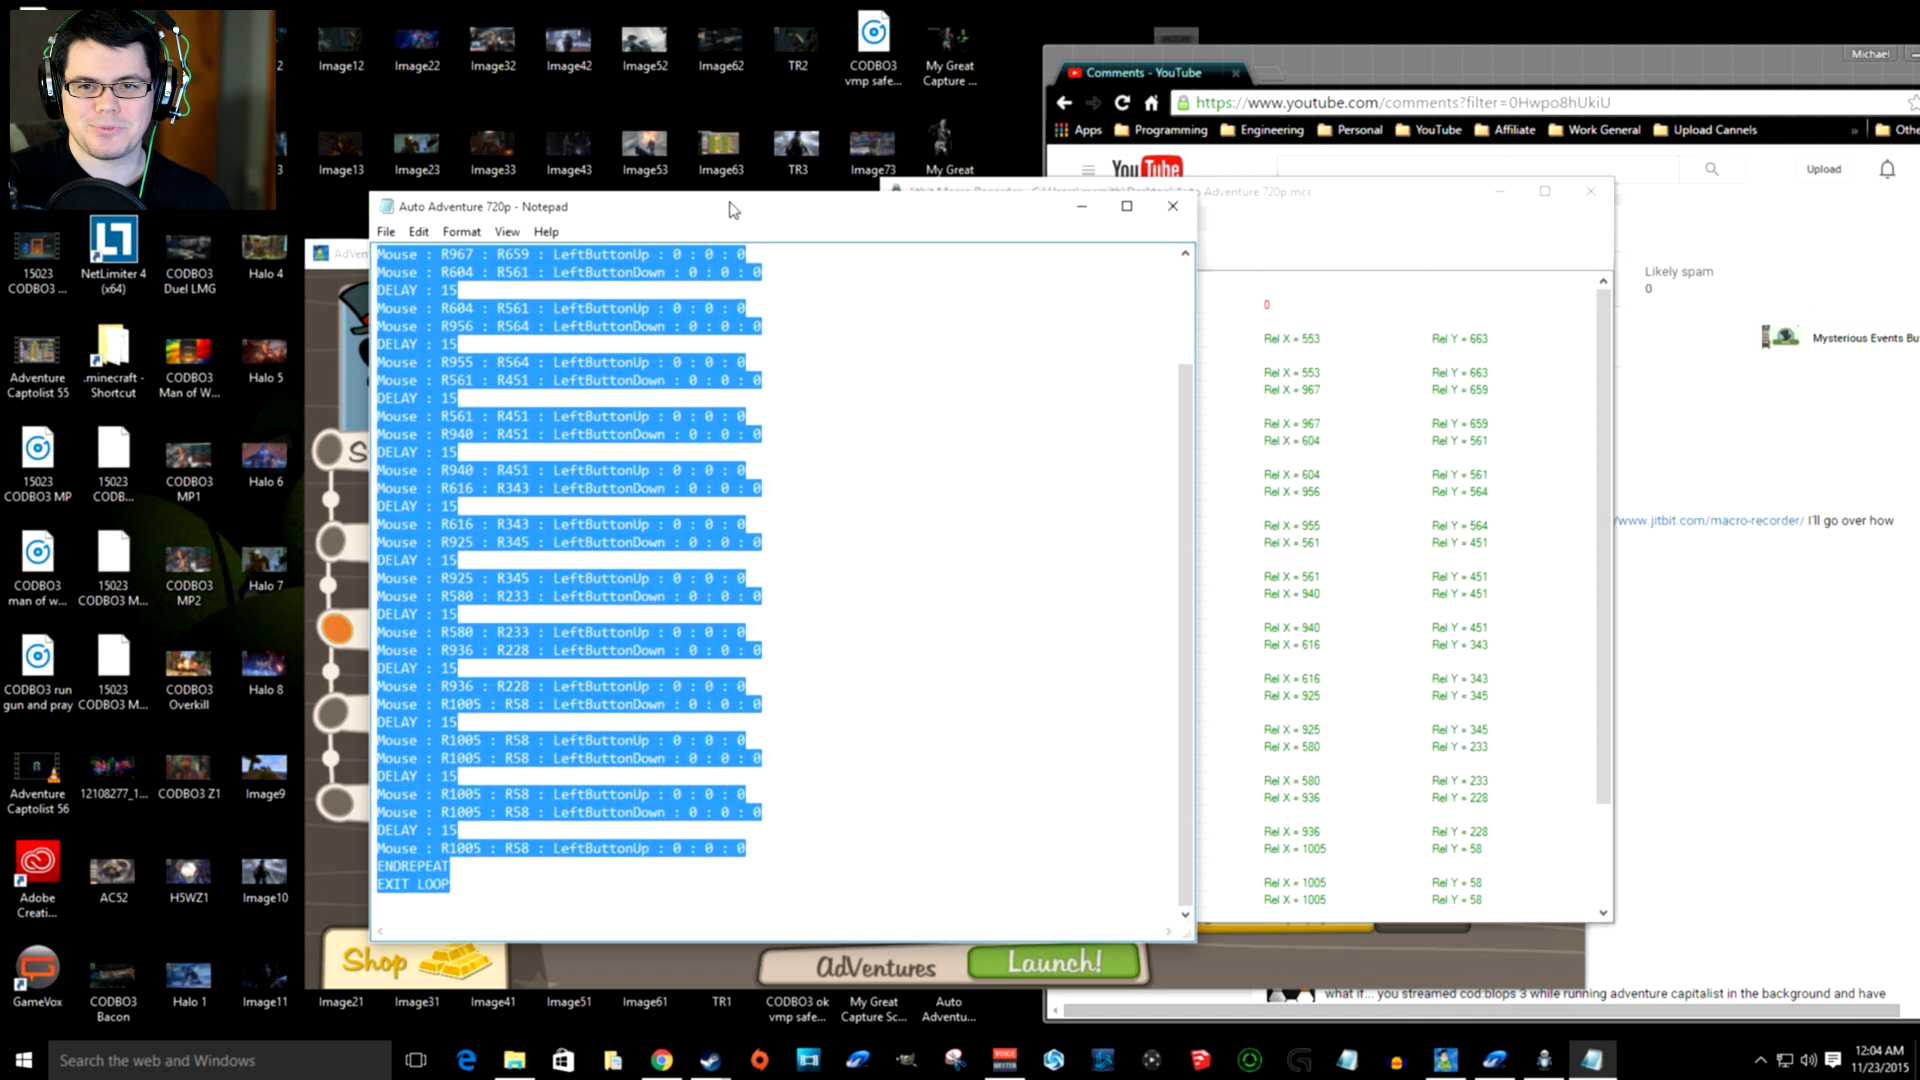 2
Image12
Image22
Image32
Image42
Image52
Image62
TR2
CODBO3
vmp safe...
My Great
Capture ...
3
Image13
Image23
Image33
Image43
Image53
Image63
TR3
Image73
My Great
15023
CODBO3 ...
NetLimiter 4
(x64)
CODBO3
Duel LMG
Halo 4
Adventure
Captolist 55
.minecraft -
Shortcut
CODBO3
Man of W...
Halo 5
15023
CODBO3 MP
15023
CODB...
CODBO3
MP1
Halo 6
CODBO3
man of w...
15023
CODBO3 M...
CODBO3
MP2
Halo 7
CODBO3 run
gun and pray
15023
CODBO3 M...
CODBO3
Overkill
Halo 8
Adventure
Captolist 56
12108277_1...
CODBO3 Z1
Image9
Adobe
Creati...
AC52
H5WZ1
Image10
GameVox
CODBO3
Bacon
Halo 1
Image11
Image21
Image31
Image41
Image51
Image61
TR1
CODBO3 ok
vmp safe...
My Great
Capture Sc...
Auto
Adventu...
Auto Adventure 720p - Notepad
File Edit Format View Help
Mouse : R967 : R659 : LeftButtonUp : 0 : 0 : 0
Mouse : R604 : R561 : LeftButtonDown : 0 : 0 : 0
DELAY : 15
Mouse : R604 : R561 : LeftButtonUp : 0 : 0 : 0
Mouse : R956 : R564 : LeftButtonDown : 0 : 0 : 0
DELAY : 15
Mouse : R955 : R564 : LeftButtonUp : 0 : 0 : 0
Mouse : R561 : R451 : LeftButtonDown : 0 : 0 : 0
DELAY : 15
Mouse : R561 : R451 : LeftButtonUp : 0 : 0 : 0
Mouse : R940 : R451 : LeftButtonDown : 0 : 0 : 0
DELAY : 15
Mouse : R940 : R451 : LeftButtonUp : 0 : 0 : 0
Mouse : R616 : R343 : LeftButtonDown : 0 : 0 : 0
DELAY : 15
Mouse : R616 : R343 : LeftButtonUp : 0 : 0 : 0
Mouse : R925 : R345 : LeftButtonDown : 0 : 0 : 0
DELAY : 15
Mouse : R925 : R345 : LeftButtonUp : 0 : 0 : 0
Mouse : R580 : R233 : LeftButtonDown : 0 : 0 : 0
DELAY : 15
Mouse : R580 : R233 : LeftButtonUp : 0 : 0 : 0
Mouse : R936 : R228 : LeftButtonDown : 0 : 0 : 0
DELAY : 15
Mouse : R936 : R228 : LeftButtonUp : 0 : 0 : 0
Mouse : R1005 : R58 : LeftButtonDown : 0 : 0 : 0
DELAY : 15
Mouse : R1005 : R58 : LeftButtonUp : 0 : 0 : 0
Mouse : R1005 : R58 : LeftButtonDown : 0 : 0 : 0
DELAY : 15
Mouse : R1005 : R58 : LeftButtonUp : 0 : 0 : 0
Mouse : R1005 : R58 : LeftButtonDown : 0 : 0 : 0
DELAY : 15
Mouse : R1005 : R58 : LeftButtonUp : 0 : 0 : 0
ENDREPEAT
EXIT LOOP
AdVen
S
Shop
AdVentures
Launch!
Adventure 720p.mcr
0
Rel X = 553 Rel Y = 663
Rel X = 553 Rel Y = 663
Rel X = 967 Rel Y = 659
Rel X = 967 Rel Y = 659
Rel X = 604 Rel Y = 561
Rel X = 604 Rel Y = 561
Rel X = 956 Rel Y = 564
Rel X = 955 Rel Y = 564
Rel X = 561 Rel Y = 451
Rel X = 561 Rel Y = 451
Rel X = 940 Rel Y = 451
Rel X = 940 Rel Y = 451
Rel X = 616 Rel Y = 343
Rel X = 616 Rel Y = 343
Rel X = 925 Rel Y = 345
Rel X = 925 Rel Y = 345
Rel X = 580 Rel Y = 233
Rel X = 580 Rel Y = 233
Rel X = 936 Rel Y = 228
Rel X = 936 Rel Y = 228
Rel X = 1005 Rel Y = 58
Rel X = 1005 Rel Y = 58
Rel X = 1005 Rel Y = 58
Michael
Comments - YouTube
https://www.youtube.com/comments?filter=0Hwpo8hUkiU
Apps Programming Engineering Personal YouTube Affiliate Work General Upload Cannels » Othe
YouTube
Upload
Likely spam
0
Mysterious Events Bu
/www.jitbit.com/macro-recorder/ I'll go over how
what if... you streamed cod:blops 3 while running adventure capitalist in the background and have
Search the web and Windows
12:04 AM
11/23/2015